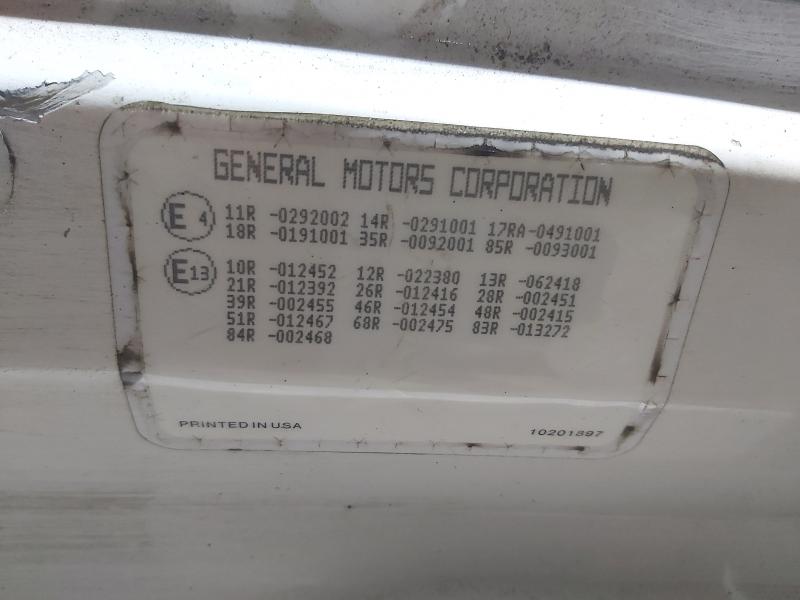 GENERAL MOTORS CORPORATION
E 4 11R -0292002 14R -0291001 17RA-0491001
18R -0191001 35R -0092001 85R -0093001
E13 10R -012452 12R -022380 13R -062418
21R -012392 26R -012416 28R -002451
39R -002455 46R -012454 48R -002415
51R -012467 68R -002475 83R -013272
84R -002468
PRINTED IN USA 10201897